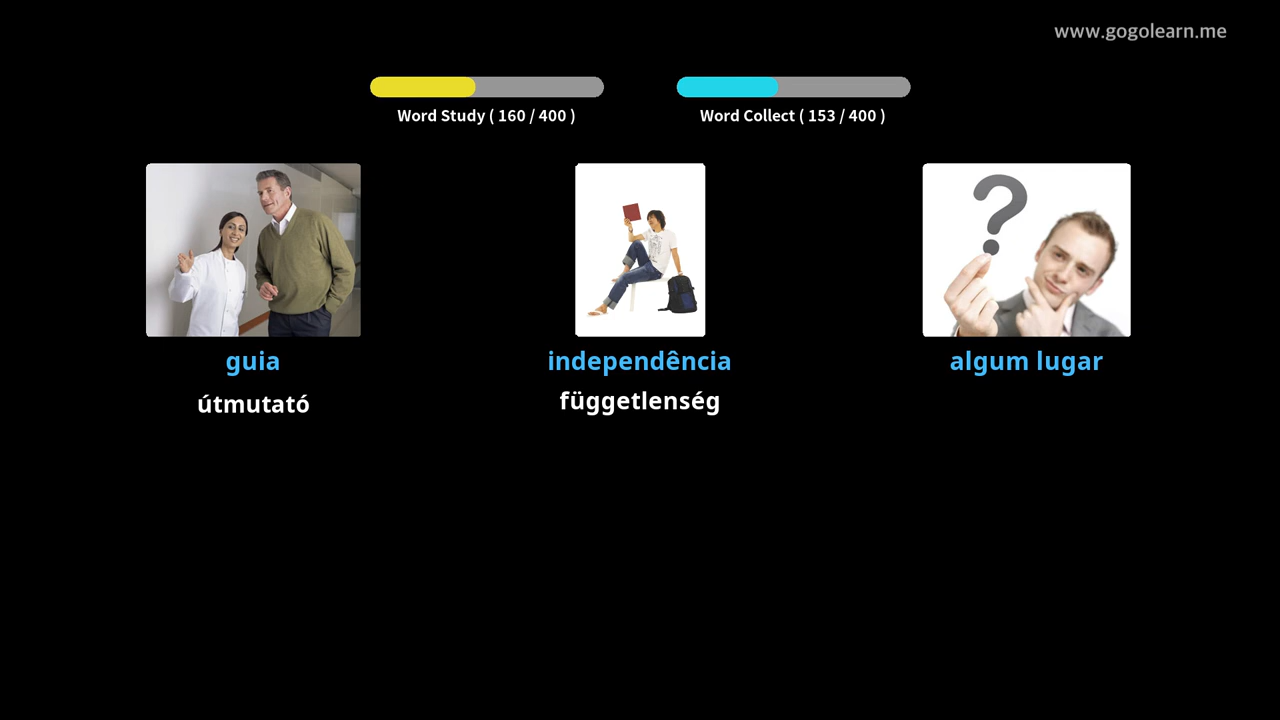 www.gogolearn.me
Word Study ( 160 / 400 )
Word Collect ( 153 / 400 )
guia
independência
algum lugar
útmutató
függetlenség